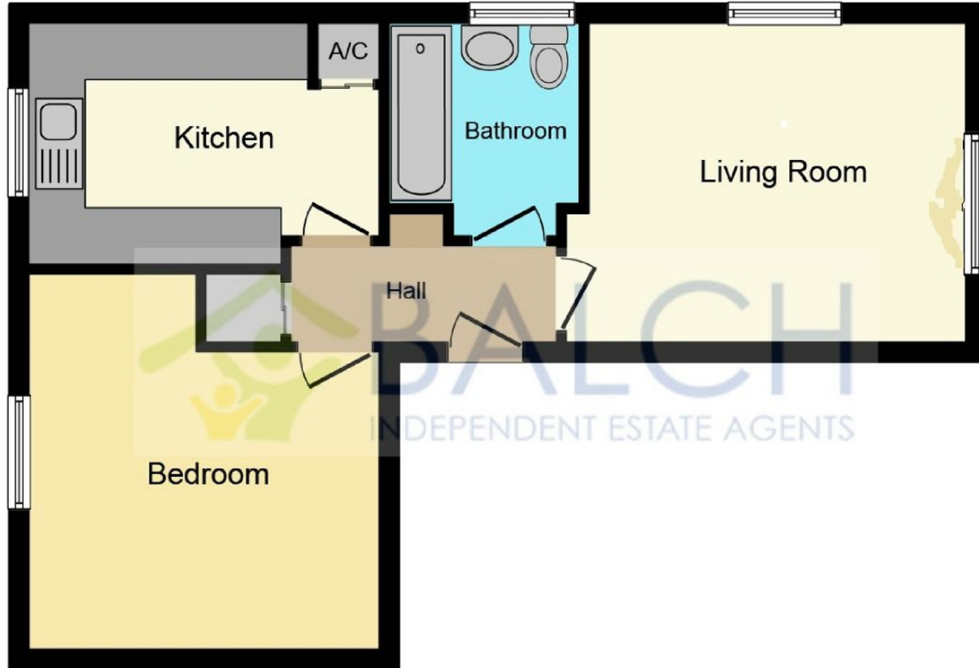 A/C
Kitchen
Bathroom
Living Room
Hall
BALCH
INDEPENDENT ESTATE AGENTS
Bedroom